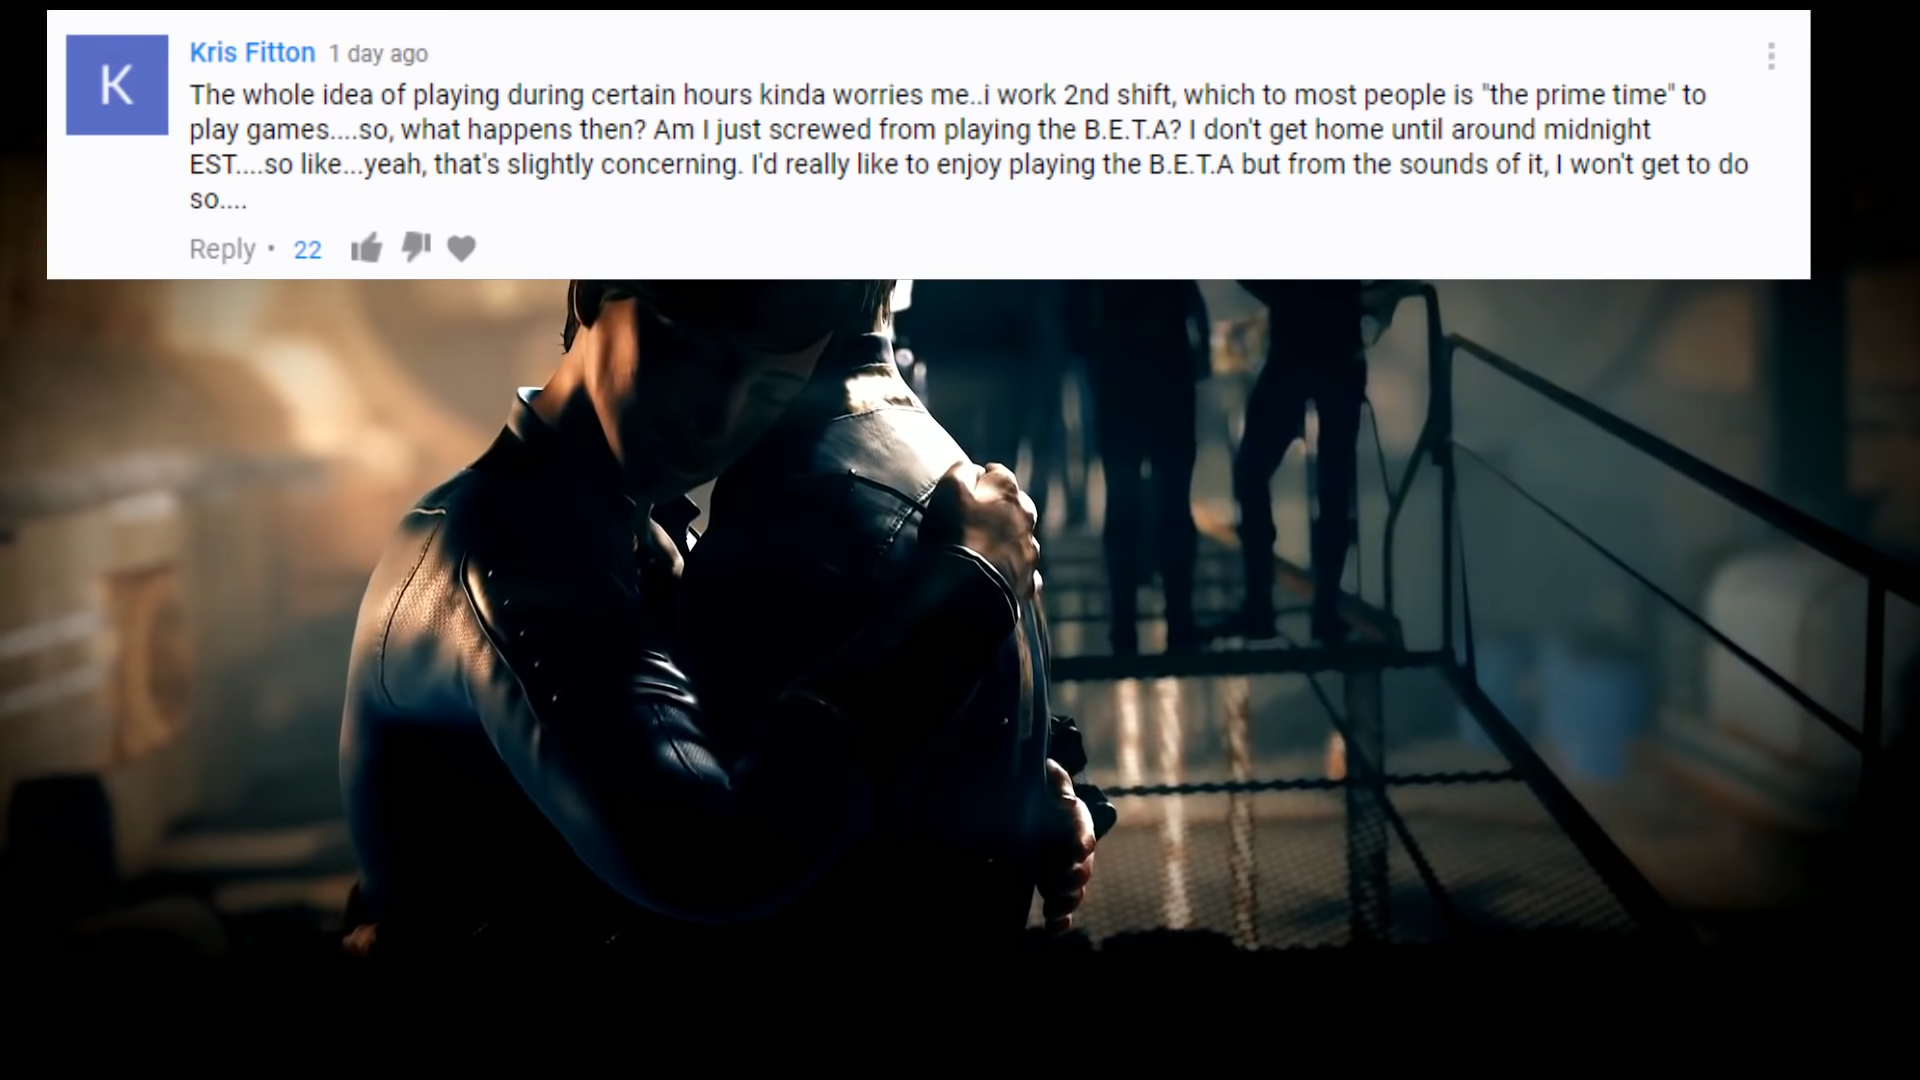 K
Kris Fitton 1 day ago
The whole idea of playing during certain hours kinda worries me..i work 2nd shift, which to most people is "the prime time" to
play games....so, what happens then? Am I just screwed from playing the B.E.T.A? I don't get home until around midnight
EST....so like...yeah, that's slightly concerning. I'd really like to enjoy playing the B.E.T.A but from the sounds of it, I won't get to do
so....
Reply • 22